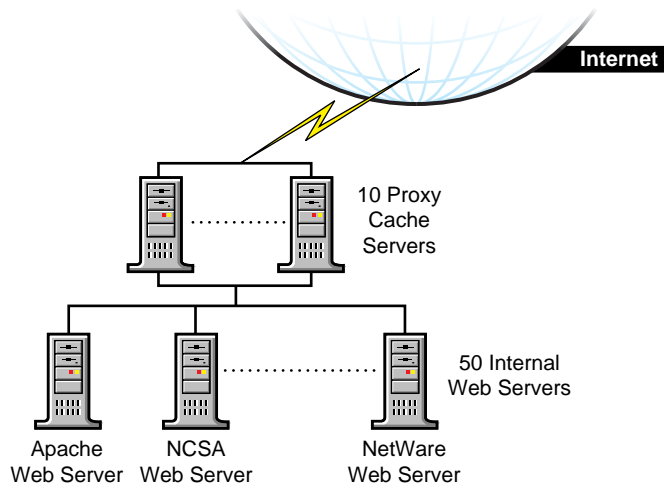 Internet
10 Proxy
Cache
Servers
50 Internal
Web Servers
Apache
Web Server
NCSA
Web Server
NetWare
Web Server